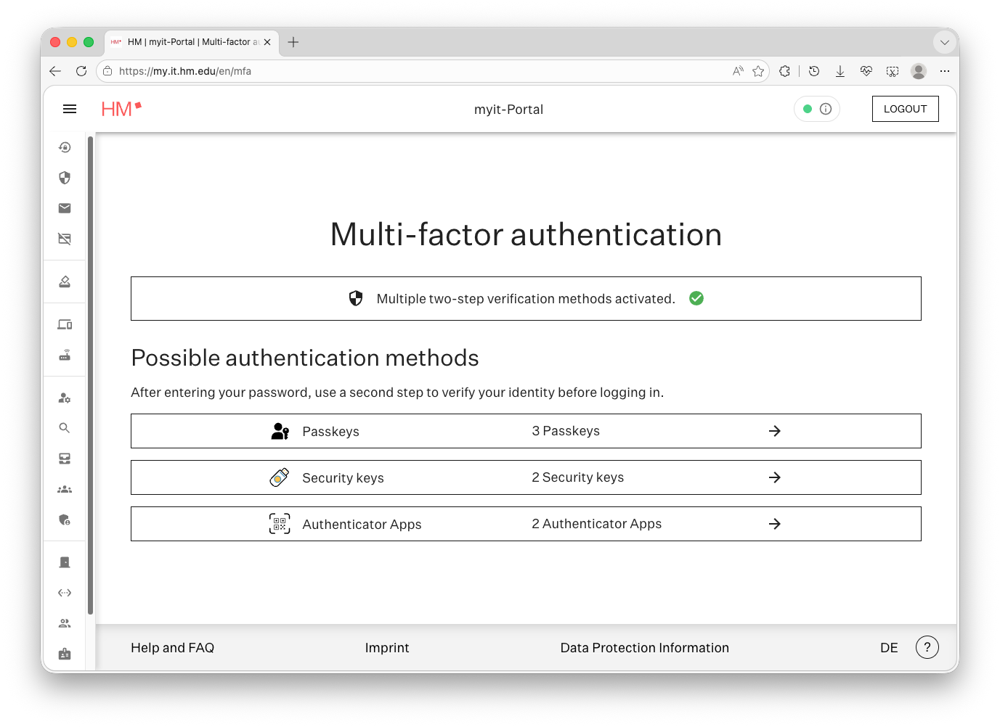 HM | myit-Portal | Multi-factor au
https://my.it.hm.edu/en/mfa
HM
myit-Portal
LOGOUT
Multi-factor authentication
Multiple two-step verification methods activated.
Possible authentication methods
After entering your password, use a second step to verify your identity before logging in.
Passkeys 3 Passkeys
Security keys 2 Security keys
Authenticator Apps 2 Authenticator Apps
Help and FAQ Imprint Data Protection Information DE ?